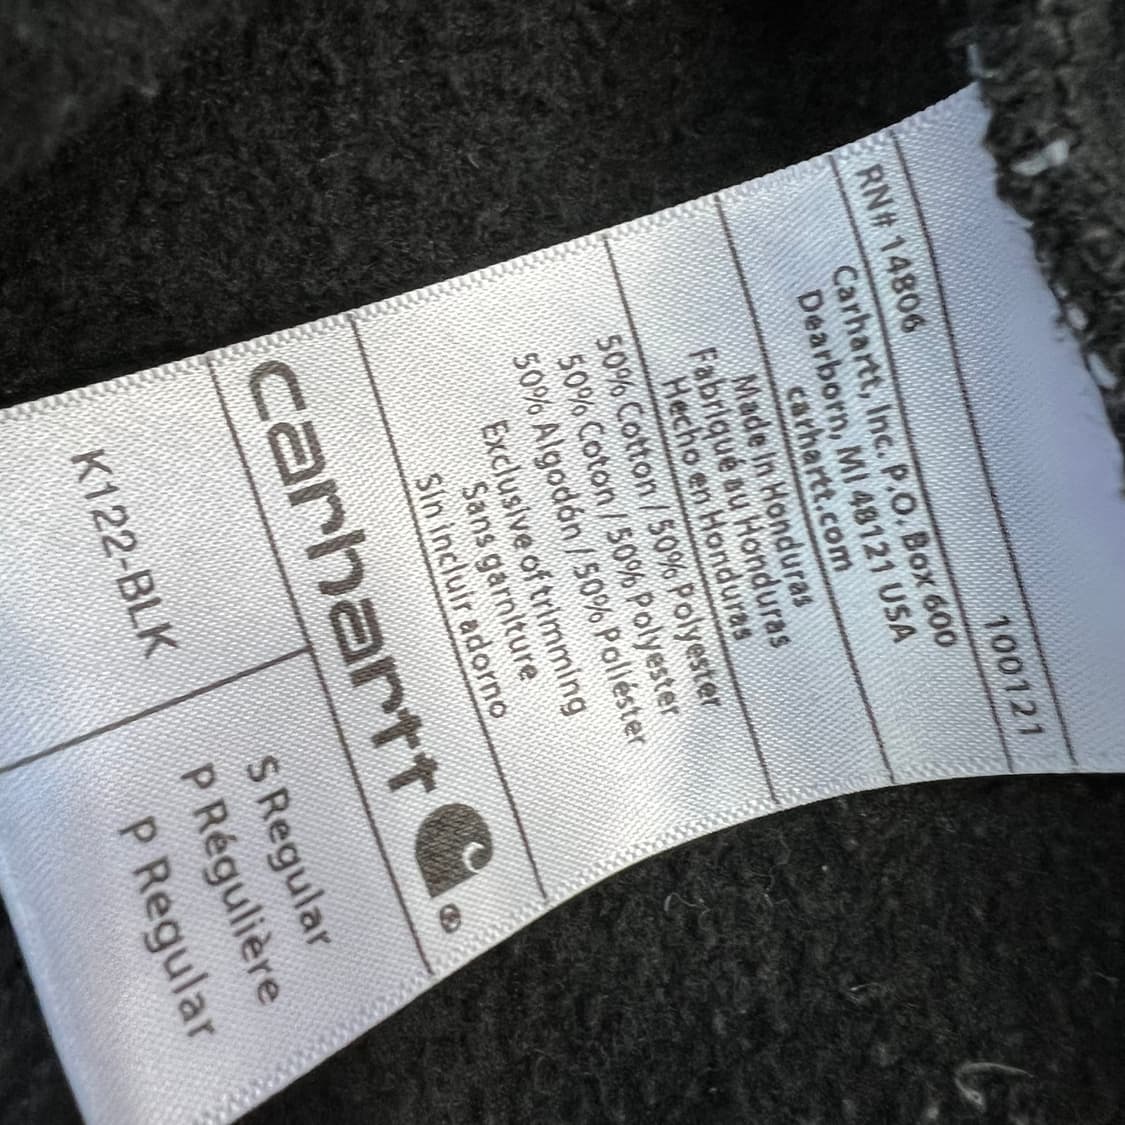 K122-BLK
S Regular
P Régulière
P Regular
carhartt
®
50% Cotton / 50% Polyester
50% Coton / 50% Polyester
50% Algodón / 50% Poliéster
Exclusive of trimming
Sans garniture
Sin incluir adorno
Made in Honduras
Fabriqué au Honduras
Hecho en Honduras
Carhartt, Inc. P.O. Box 600
Dearborn, MI 48121 USA
carhartt.com
RN# 14806
100121